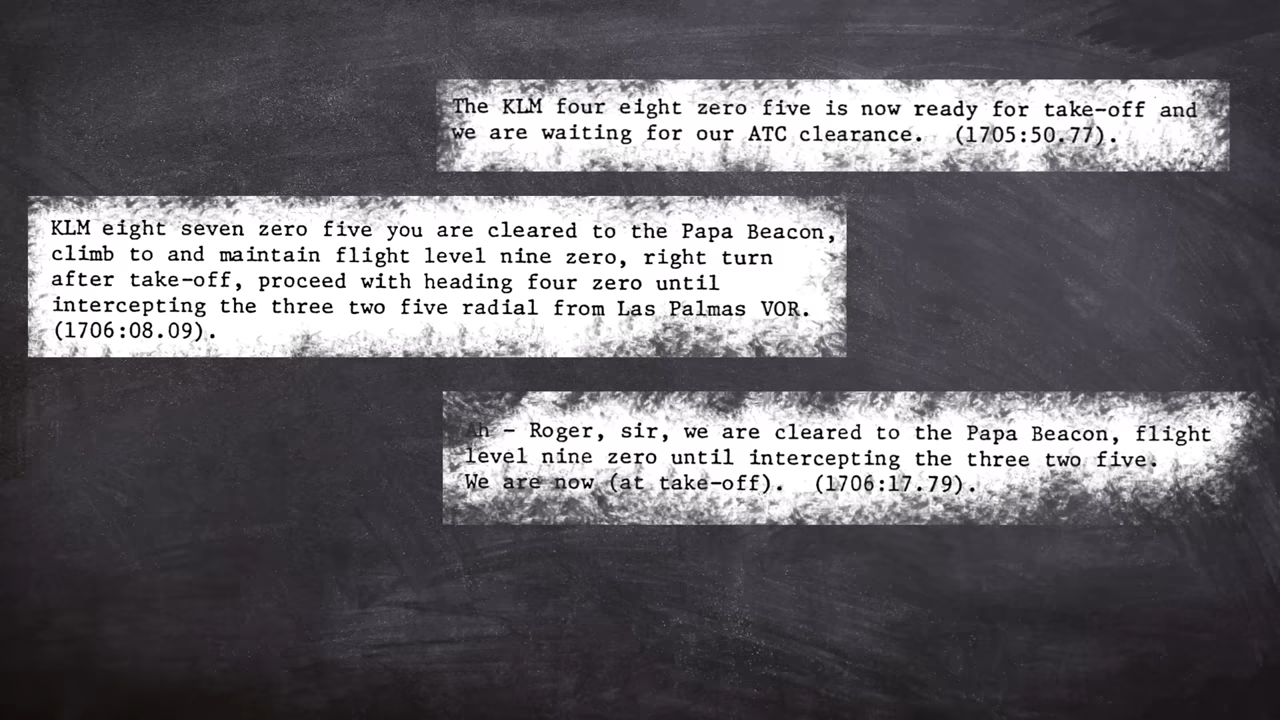 The KLM four eight zero five is now ready for take-off and
we are waiting for our ATC clearance. (1705:50.77).
KLM eight seven zero five you are cleared to the Papa Beacon,
climb to and maintain flight level nine zero, right turn
after take-off, proceed with heading four zero until
intercepting the three two five radial from Las Palmas VOR.
(1706:08.09).
Ah - Roger, sir, we are cleared to the Papa Beacon, flight
level nine zero until intercepting the three two five.
We are now (at take-off). (1706:17.79).